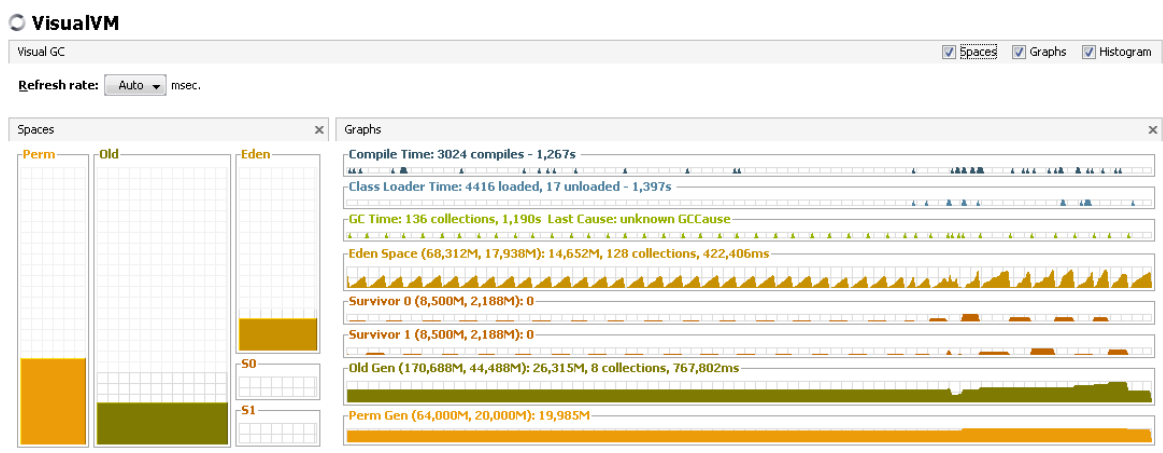 VisualVM
Visual GC
Spaces Graphs Histogram
Refresh rate: Auto msec.
Spaces
Perm Old Eden
S0
S1
Graphs
Compile Time: 3024 compiles - 1,267s
Class Loader Time: 4416 loaded, 17 unloaded - 1,397s
GC Time: 136 collections, 1,190s Last Cause: unknown GCCause
Eden Space (68,312M, 17,938M): 14,652M, 128 collections, 422,406ms
Survivor 0 (8,500M, 2,188M): 0
Survivor 1 (8,500M, 2,188M): 0
Old Gen (170,688M, 44,488M): 26,315M, 8 collections, 767,802ms
Perm Gen (64,000M, 20,000M): 19,985M